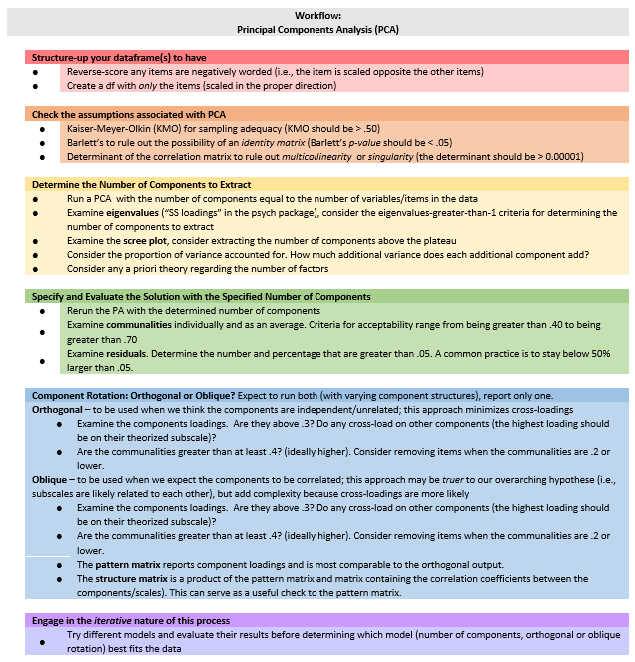 Workflow:
Principal Components Analysis (PCA)
Structure-up your dataframe(s) to have
● Reverse-score any items are negatively worded (i.e., the item is scaled opposite the other items)
● Create a df with only the items (scaled in the proper direction)
Check the assumptions associated with PCA
● Kaiser-Meyer-Olkin (KMO) for sampling adequacy (KMO should be > .50)
● Barlett's to rule out the possibility of an identity matrix (Barlett's p-value should be < .05)
● Determinant of the correlation matrix to rule out multicolinearity or singularity (the determinant should be > 0.00001)
Determine the Number of Components to Extract
● Run a PCA with the number of components equal to the number of variables/items in the data
● Examine eigenvalues ("SS loadings" in the psych package), consider the eigenvalues-greater-than-1 criteria for determining the
number of components to extract
● Examine the scree plot, consider extracting the number of components above the plateau
● Consider the proportion of variance accounted for. How much additional variance does each additional component add?
● Consider any a priori theory regarding the number of factors
Specify and Evaluate the Solution with the Specified Number of Components
● Rerun the PA with the determined number of components
● Examine communalities individually and as an average. Criteria for acceptability range from being greater than .40 to being
greater than .70
● Examine residuals. Determine the number and percentage that are greater than .05. A common practice is to stay below 50%
larger than .05.
Component Rotation: Orthogonal or Oblique? Expect to run both (with varying component structures), report only one.
Orthogonal – to be used when we think the components are independent/unrelated; this approach minimizes cross-loadings
● Examine the components loadings. Are they above .3? Do any cross-load on other components (the highest loading should
be on their theorized subscale)?
● Are the communalities greater than at least .4? (ideally higher). Consider removing items when the communalities are .2 or
lower.
Oblique – to be used when we expect the components to be correlated; this approach may be truer to our overarching hypothese (i.e.,
subscales are likely related to each other), but add complexity because cross-loadings are more likely
● Examine the components loadings. Are they above .3? Do any cross-load on other components (the highest loading should
be on their theorized subscale)?
● Are the communalities greater than at least .4? (ideally higher). Consider removing items when the communalities are .2 or
lower.
● The pattern matrix reports component loadings and is most comparable to the orthogonal output.
● The structure matrix is a product of the pattern matrix and matrix containing the correlation coefficients between the
components/scales). This can serve as a useful check to the pattern matrix.
Engage in the iterative nature of this process
● Try different models and evaluate their results before determining which model (number of components, orthogonal or oblique
rotation) best fits the data